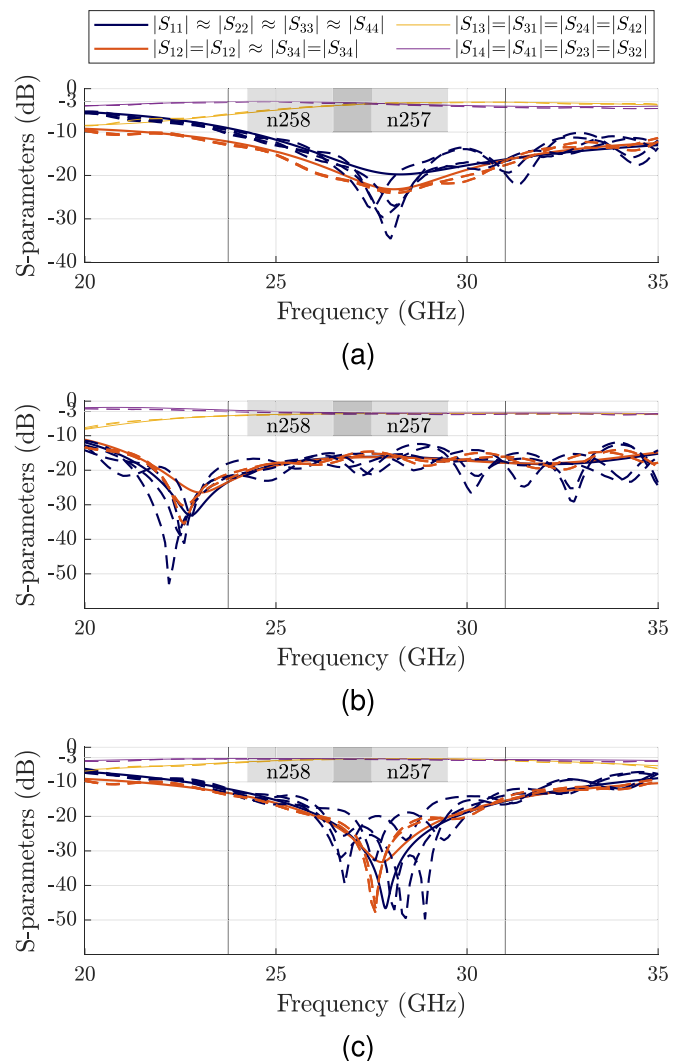 |S11| ≈ |S22| ≈ |S33| ≈ |S44|
|S13|=|S31|=|S24|=|S42|
|S12|=|S12| ≈ |S34|=|S34|
|S14|=|S41|=|S23|=|S32|
0
-3
-10
-20
-30
-40
S-parameters (dB)
n258
n257
20
25
30
35
Frequency (GHz)
(a)
0
-3
-10
-20
-30
-40
-50
S-parameters (dB)
n258
n257
20
25
30
35
Frequency (GHz)
(b)
0
-3
-10
-20
-30
-40
-50
S-parameters (dB)
n258
n257
20
25
30
35
Frequency (GHz)
(c)